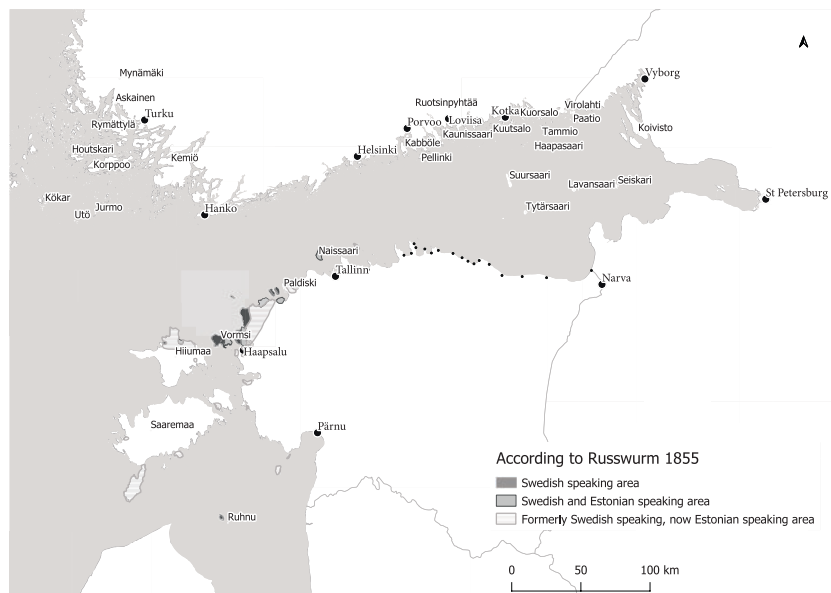 Mynämäki
Askainen
Turku
Rymättylä
Houtskari
Korppoo
Kemiö
Kökar
Utö
Jurmo
Hanko
Helsinki
Porvoo
Kabböle
Pellinki
Ruotsinpyhtää
Loviisa
Kaunissaari
Kotka
Kuorsalo
Kuutsalo
Virolahti
Paatio
Tammio
Haapasaari
Vyborg
Koivisto
Suursaari
Lavansaari
Seiskari
Tytärsaari
St Petersburg
Naissaari
Tallinn
Paldiski
Narva
Vormsi
Hiiumaa
Haapsalu
Saaremaa
Pärnu
Ruhnu
According to Russwurm 1855
Swedish speaking area
Swedish and Estonian speaking area
Formerly Swedish speaking, now Estonian speaking area
0 50 100 km